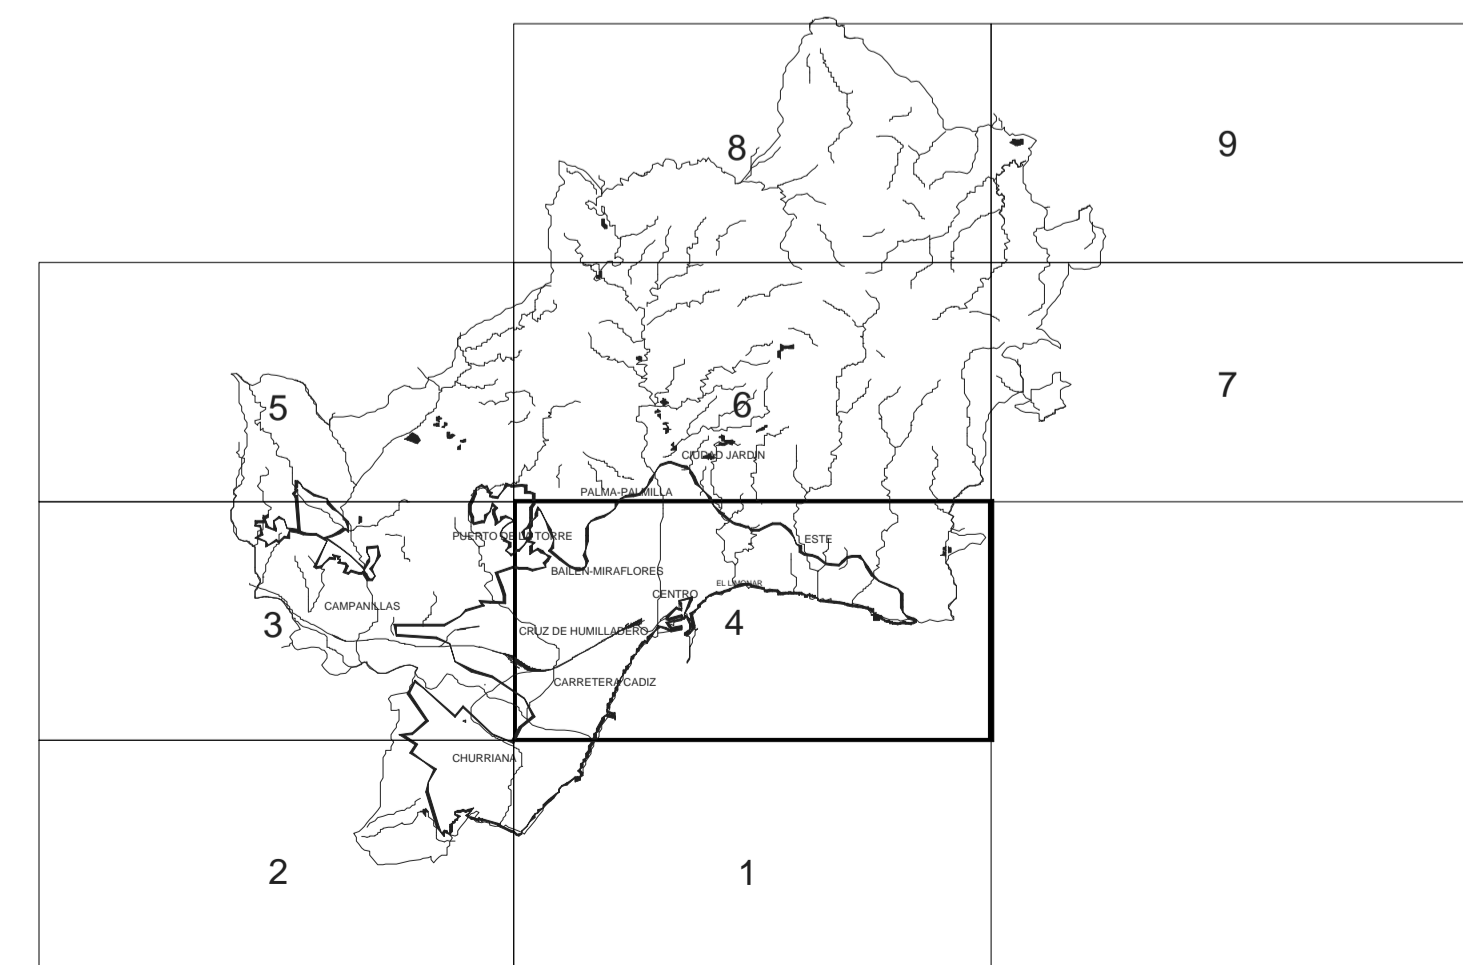 8
9
5
6
7
CIUDAD JARDIN
PALMA-PALMILLA
PUERTO DE LA TORRE
ESTE
BAILEN-MIRAFLORES
EL LIMONAR
CENTRO
CAMPANILLAS
3
4
CRUZ DE HUMILLADERO
CARRETERA CADIZ
CHURRIANA
2
1